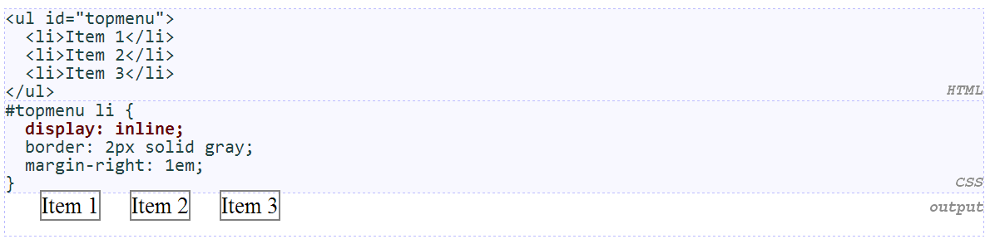 <ul id="topmenu">
  <li>Item 1</li>
  <li>Item 2</li>
  <li>Item 3</li>
</ul>
HTML
#topmenu li {
  display: inline;
  border: 2px solid gray;
  margin-right: 1em;
}
CSS
Item 1 Item 2 Item 3
output